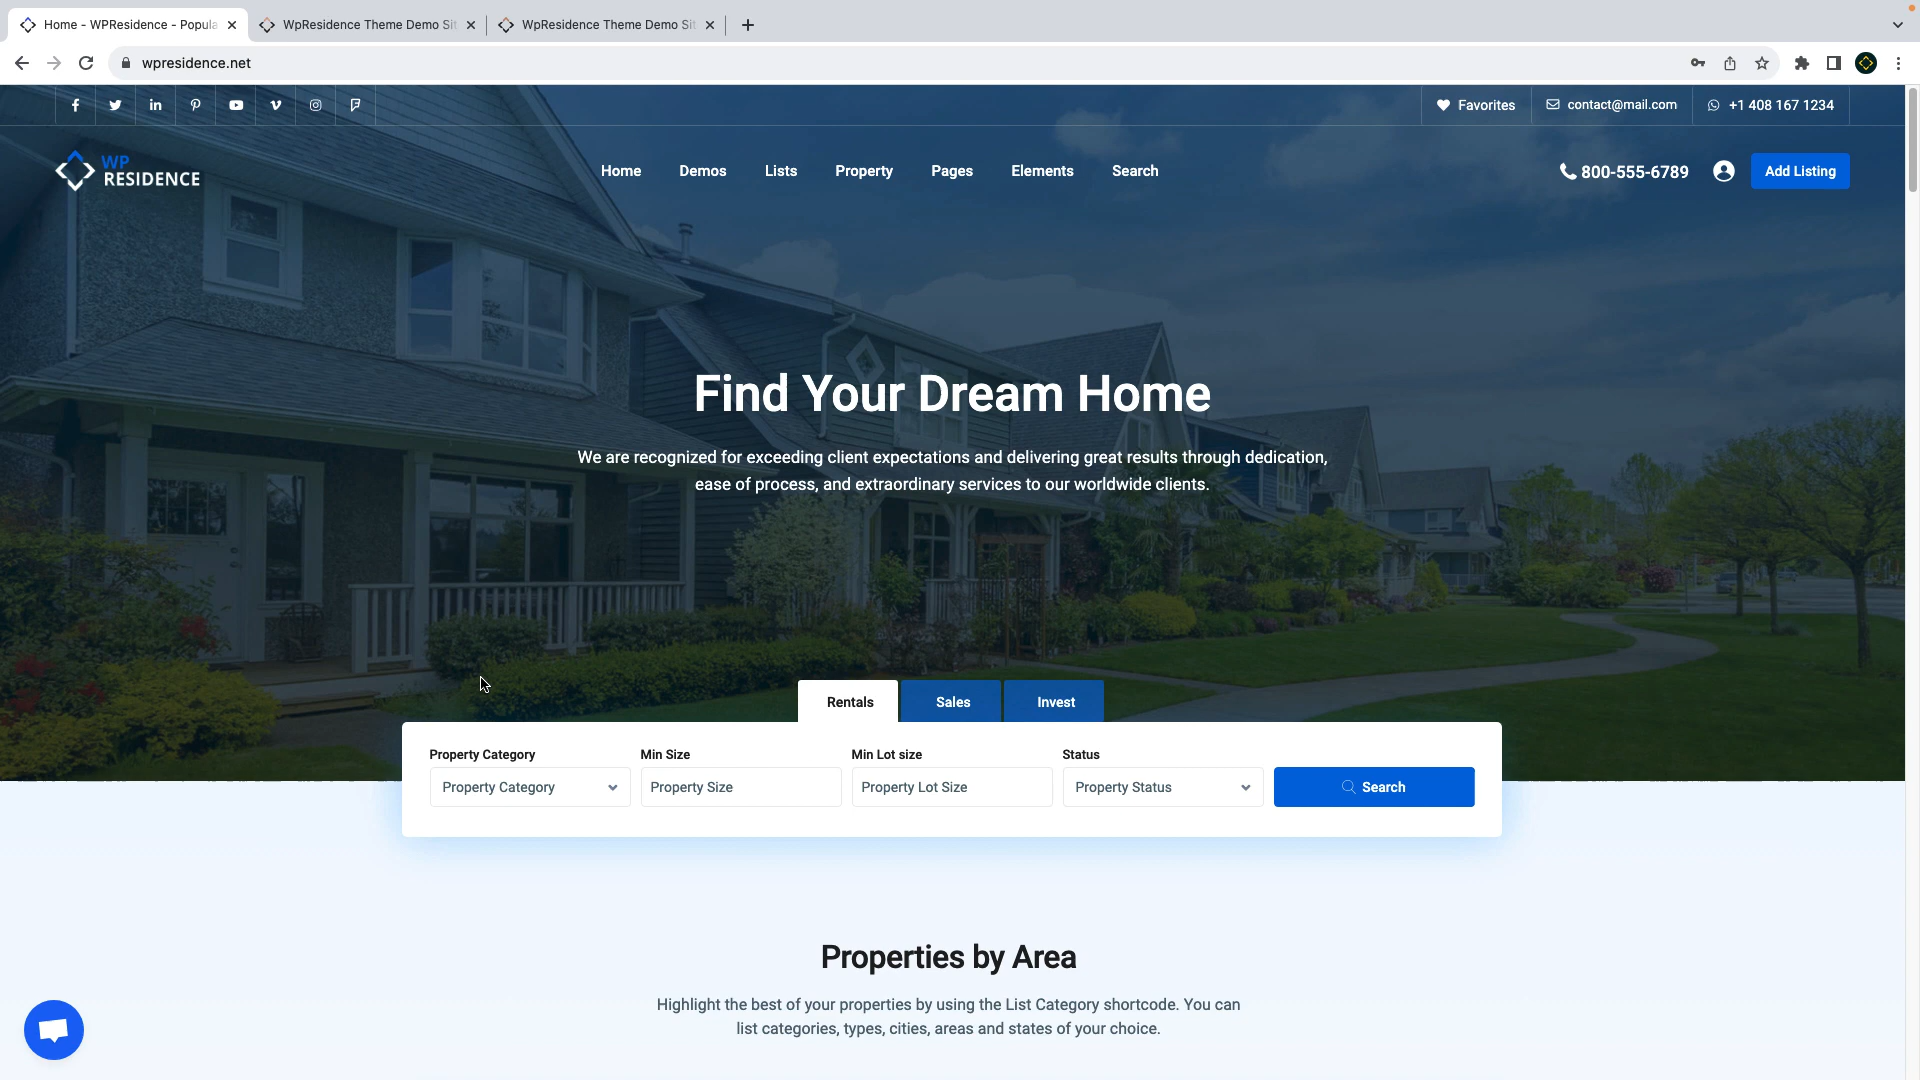 Home - WPResidence - Popula
WpResidence Theme Demo Sit
WpResidence Theme Demo Sit
wpresidence.net
Favorites
contact@mail.com
+1 408 167 1234
WP
RESIDENCE
Home
Demos
Lists
Property
Pages
Elements
Search
800-555-6789
Add Listing
Find Your Dream Home
We are recognized for exceeding client expectations and delivering great results through dedication,
ease of process, and extraordinary services to our worldwide clients.
Rentals
Sales
Invest
Property Category
Min Size
Min Lot size
Status
Property Category
Property Size
Property Lot Size
Property Status
Search
Properties by Area
Highlight the best of your properties by using the List Category shortcode. You can
list categories, types, cities, areas and states of your choice.